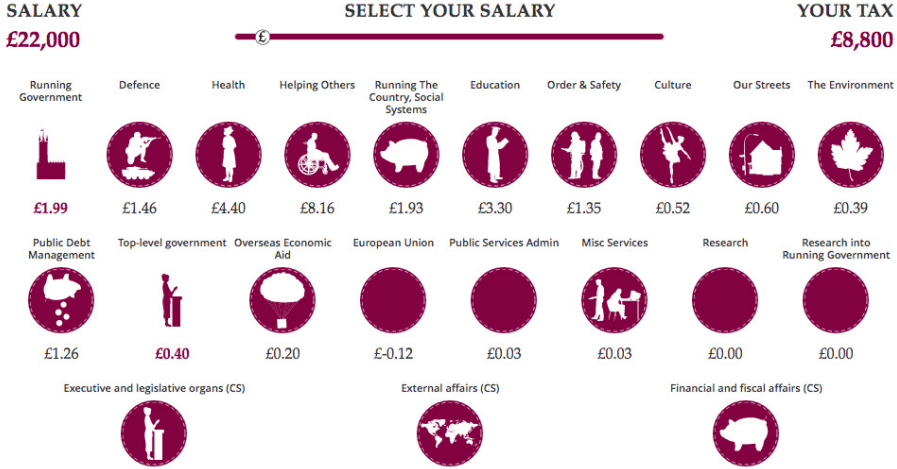 SALARY
SELECT YOUR SALARY
YOUR TAX
£22,000
£
£8,800
Running
Government
Defence
Health
Helping Others
Running The
Country, Social
Systems
Education
Order & Safety
Culture
Our Streets
The Environment
£1.99
£1.46
£4.40
£8.16
£1.93
£3.30
£1.35
£0.52
£0.60
£0.39
Public Debt
Management
Top-level government
Overseas Economic
Aid
European Union
Public Services Admin
Misc Services
Research
Research into
Running Government
£1.26
£0.40
£0.20
£-0.12
£0.03
£0.03
£0.00
£0.00
Executive and legislative organs (CS)
External affairs (CS)
Financial and fiscal affairs (CS)